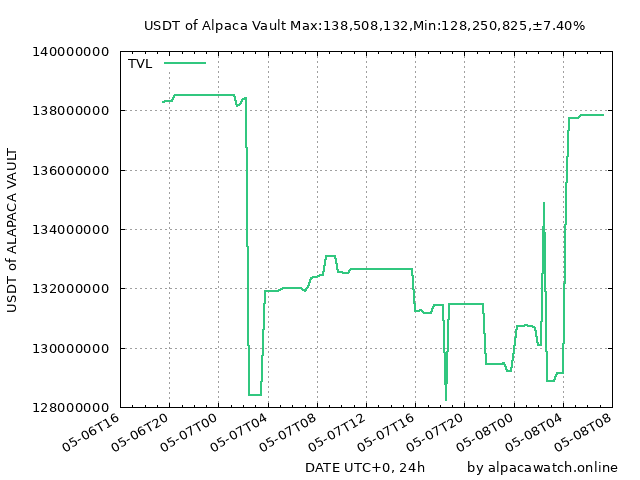 USDT of Alpaca Vault Max:138,508,132,Min:128,250,825,±7.40%
TVL
140000000
138000000
136000000
134000000
132000000
130000000
128000000
USDT of ALAPACA VAULT
05-06T16
05-06T20
05-07T00
05-07T04
05-07T08
05-07T12
05-07T16
05-07T20
05-08T00
05-08T04
05-08T08
DATE UTC+0, 24h
by alpacawatch.online